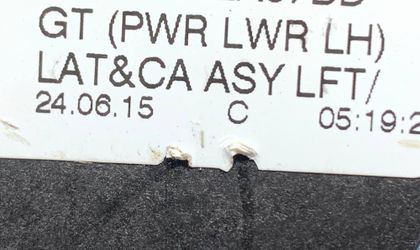 GT (PWR LWR LH)
LAT&CA ASY LFT/
24.06.15 C 05:19:2